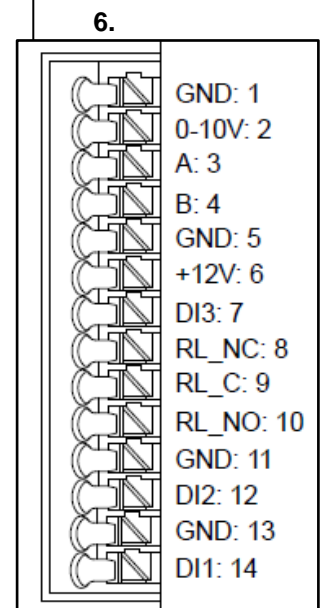 6.
GND: 1
0-10V: 2
A: 3
B: 4
GND: 5
+12V: 6
DI3: 7
RL_NC: 8
RL_C: 9
RL_NO: 10
GND: 11
DI2: 12
GND: 13
DI1: 14